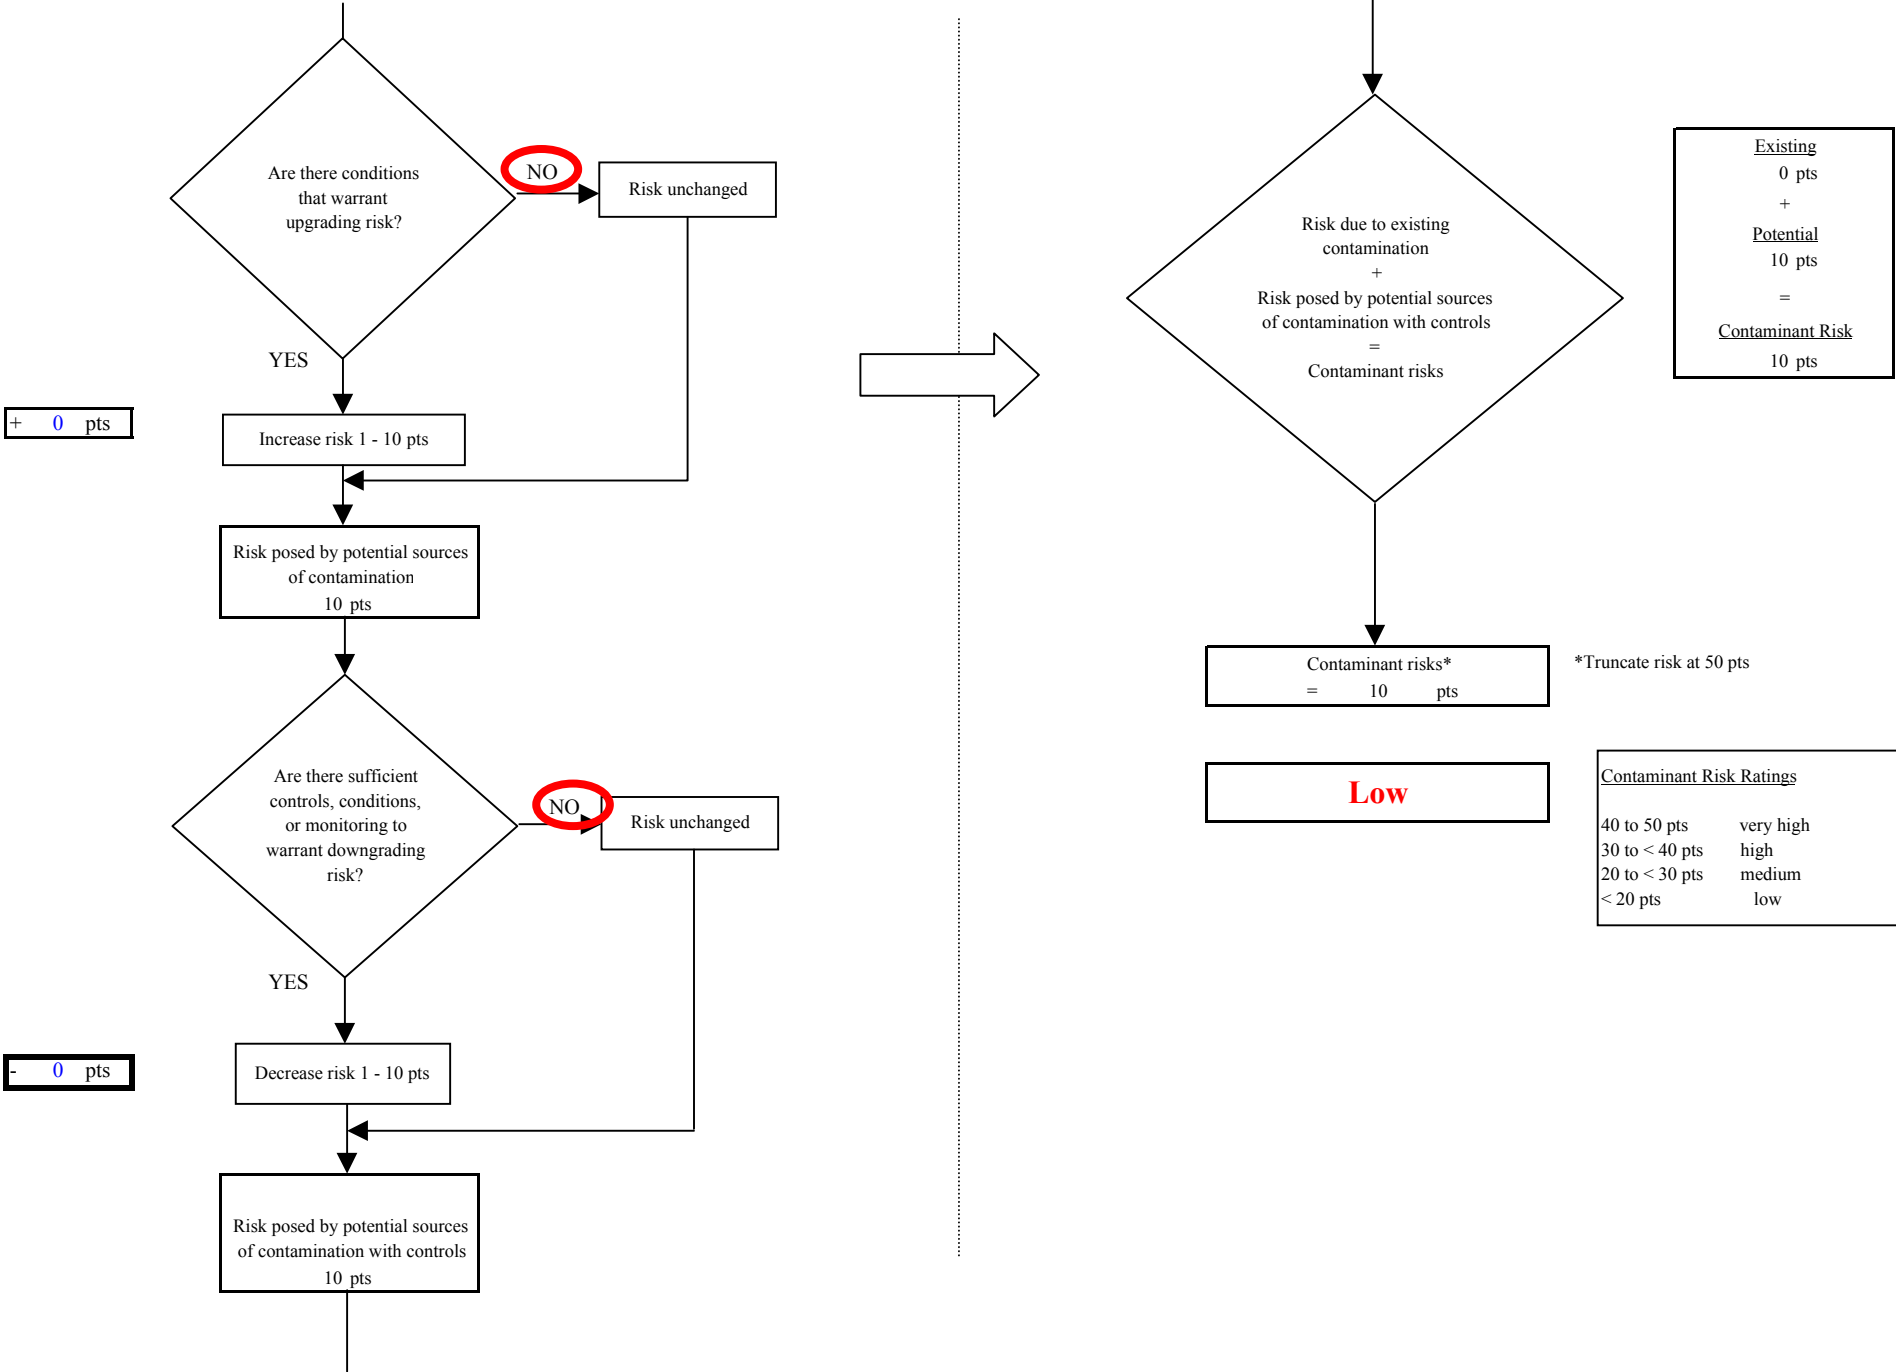 Are there conditions
that warrant
upgrading risk?
NO
Risk unchanged
YES
+ 0 pts
Increase risk 1 - 10 pts
Risk posed by potential sources
of contamination
10 pts
Are there sufficient
controls, conditions,
or monitoring to
warrant downgrading
risk?
NO
Risk unchanged
YES
- 0 pts
Decrease risk 1 - 10 pts
Risk posed by potential sources
of contamination with controls
10 pts
Risk due to existing
contamination
+
Risk posed by potential sources
of contamination with controls
=
Contaminant risks
Existing
0 pts
+
Potential
10 pts
=
Contaminant Risk
10 pts
Contaminant risks*
= 10 pts
*Truncate risk at 50 pts
Low
Contaminant Risk Ratings
40 to 50 pts very high
30 to < 40 pts high
20 to < 30 pts medium
< 20 pts low